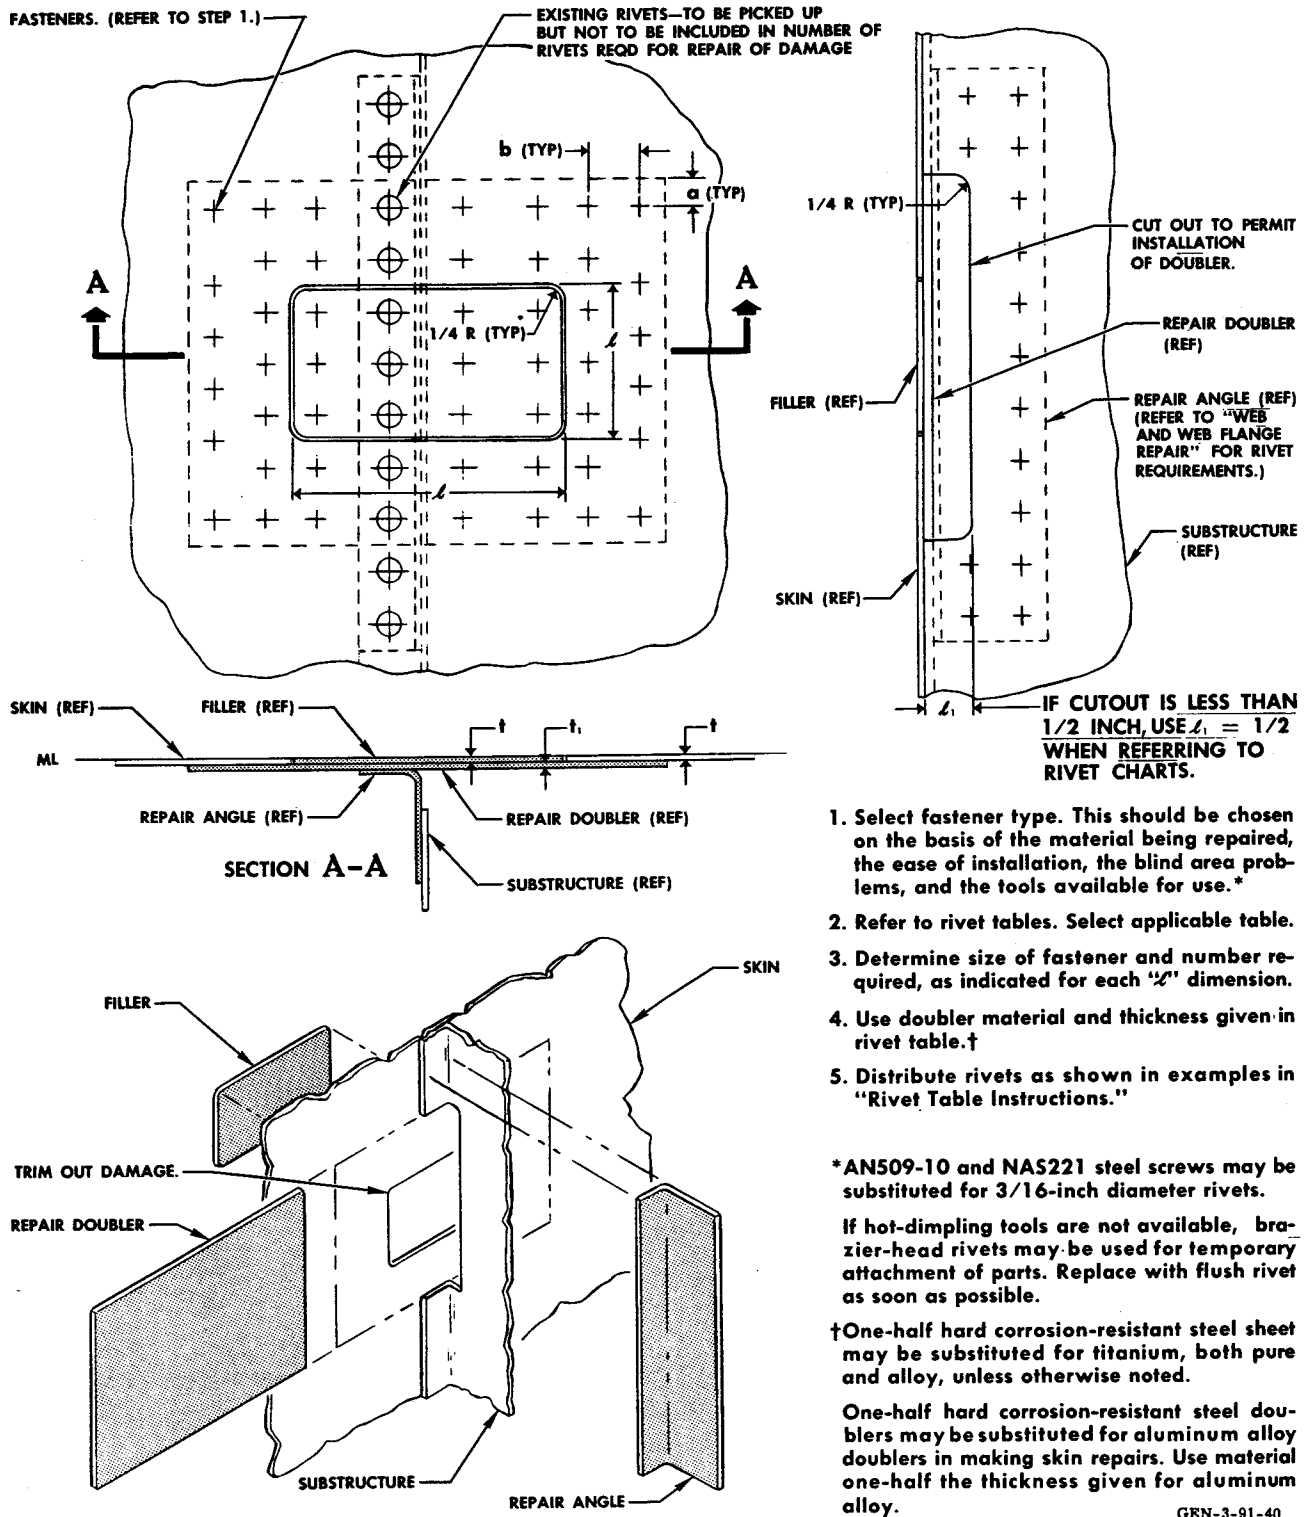 FASTENERS. (REFER TO STEP 1.)
EXISTING RIVETS—TO BE PICKED UP
BUT NOT TO BE INCLUDED IN NUMBER OF
RIVETS REQD FOR REPAIR OF DAMAGE
b (TYP)
a (TYP)
A
A
1/4 R (TYP)
ℓ
ℓ
1/4 R (TYP)
CUT OUT TO PERMIT
INSTALLATION
OF DOUBLER.
REPAIR DOUBLER
(REF)
FILLER (REF)
REPAIR ANGLE (REF)
(REFER TO "WEB
AND WEB FLANGE
REPAIR" FOR RIVET
REQUIREMENTS.)
SUBSTRUCTURE
(REF)
SKIN (REF)
ℓ₁
IF CUTOUT IS LESS THAN
1/2 INCH, USE ℓ₁ = 1/2
WHEN REFERRING TO
RIVET CHARTS.
SKIN (REF)
FILLER (REF)
t
t₁
t
ML
REPAIR ANGLE (REF)
REPAIR DOUBLER (REF)
SECTION A–A
SUBSTRUCTURE (REF)
1. Select fastener type. This should be chosen
on the basis of the material being repaired,
the ease of installation, the blind area prob-
lems, and the tools available for use.*
2. Refer to rivet tables. Select applicable table.
3. Determine size of fastener and number re-
quired, as indicated for each "ℓ" dimension.
4. Use doubler material and thickness given in
rivet table.†
5. Distribute rivets as shown in examples in
"Rivet Table Instructions."
*AN509-10 and NAS221 steel screws may be
substituted for 3/16-inch diameter rivets.
If hot-dimpling tools are not available, bra-
zier-head rivets may be used for temporary
attachment of parts. Replace with flush rivet
as soon as possible.
†One-half hard corrosion-resistant steel sheet
may be substituted for titanium, both pure
and alloy, unless otherwise noted.
One-half hard corrosion-resistant steel dou-
blers may be substituted for aluminum alloy
doublers in making skin repairs. Use material
one-half the thickness given for aluminum
alloy.
GEN-3-91-40
SKIN
FILLER
TRIM OUT DAMAGE.
REPAIR DOUBLER
SUBSTRUCTURE
REPAIR ANGLE